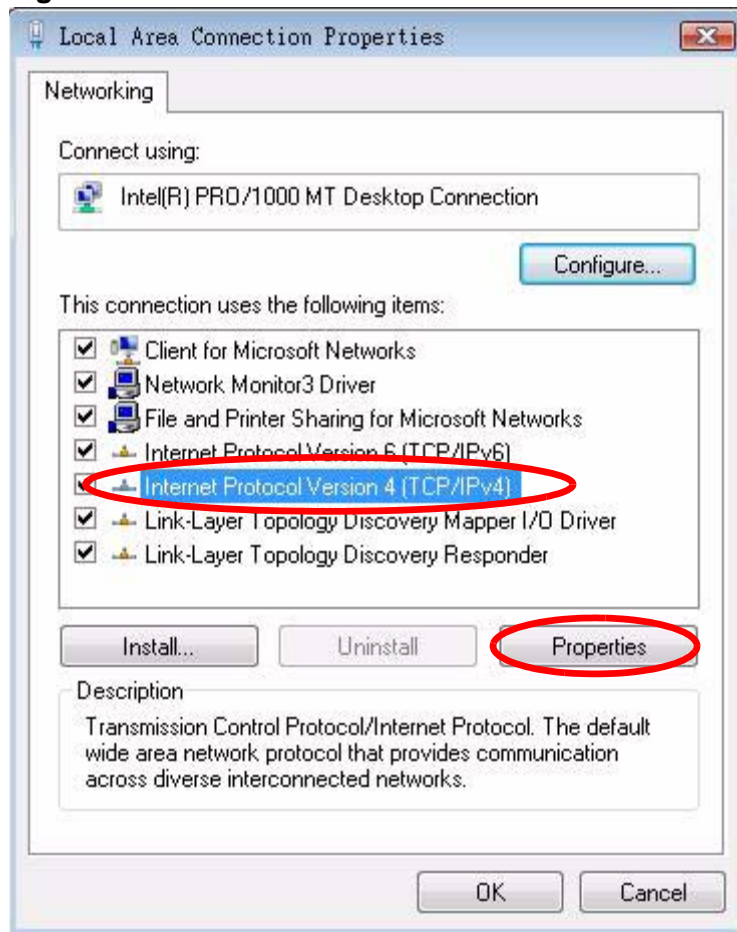 Local Area Connection Properties
Networking
Connect using:
Intel(R) PRO/1000 MT Desktop Connection
Configure...
This connection uses the following items:
Client for Microsoft Networks
Network Monitor3 Driver
File and Printer Sharing for Microsoft Networks
Internet Protocol Version 6 (TCP/IPv6)
Internet Protocol Version 4 (TCP/IPv4)
Link-Layer Topology Discovery Mapper I/O Driver
Link-Layer Topology Discovery Responder
Install...
Uninstall
Properties
Description
Transmission Control Protocol/Internet Protocol. The default
wide area network protocol that provides communication
across diverse interconnected networks.
OK
Cancel